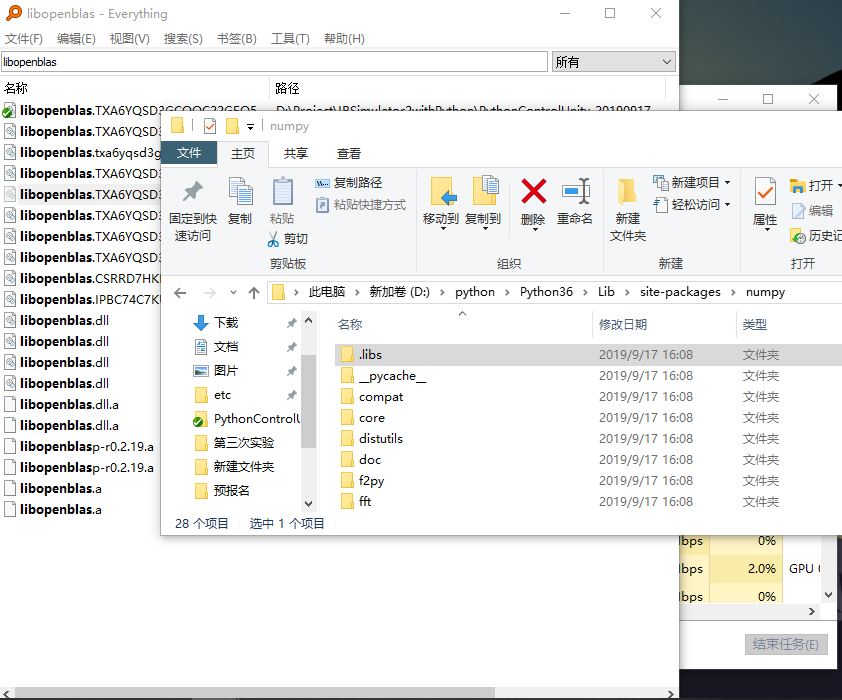 libopenblas - Everything
文件(F) 编辑(E) 视图(V) 搜索(S) 书签(B) 工具(T) 帮助(H)
libopenblas 所有
名称 路径
libopenblas.TXA6YQSD3GCQQC22GEQ5 D:\Project\IBSimulator2withPython\PythonControlUnity_20190917
libopenblas.TXA6YQSD3
libopenblas.txa6yqsd3g
libopenblas.TXA6YQSD3
libopenblas.TXA6YQSD3
libopenblas.TXA6YQSD3
libopenblas.TXA6YQSD3
libopenblas.TXA6YQSD3
libopenblas.CSRRD7HK
libopenblas.IPBC74C7K
libopenblas.dll
libopenblas.dll
libopenblas.dll
libopenblas.dll
libopenblas.dll.a
libopenblas.dll.a
libopenblasp-r0.2.19.a
libopenblasp-r0.2.19.a
libopenblas.a
libopenblas.a
numpy
文件 主页 共享 查看
固定到快速访问
复制
粘贴
复制路径
粘贴快捷方式
剪切
剪贴板
移动到 复制到 删除 重命名
组织
新建文件夹
新建项目
轻松访问
新建
属性
打开
编辑
历史记
打开
此电脑 新加卷 (D:) python Python36 Lib site-packages numpy
下载
文档
图片
etc
PythonControlU
第三次实验
新建文件夹
预报名
名称 修改日期 类型
.libs 2019/9/17 16:08 文件夹
__pycache__ 2019/9/17 16:08 文件夹
compat 2019/9/17 16:08 文件夹
core 2019/9/17 16:08 文件夹
distutils 2019/9/17 16:08 文件夹
doc 2019/9/17 16:08 文件夹
f2py 2019/9/17 16:08 文件夹
fft 2019/9/17 16:08 文件夹
28 个项目 选中 1 个项目
lbps 0%
lbps 2.0% GPU
lbps 0%
结束任务(E)